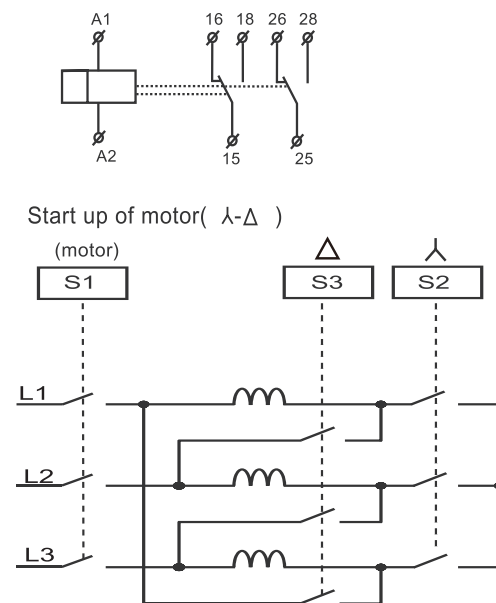 A1 16 18 26 28
A2 15 25
Start up of motor( ⅄-Δ )
(motor) Δ ⅄
S1 S3 S2
L1
L2
L3